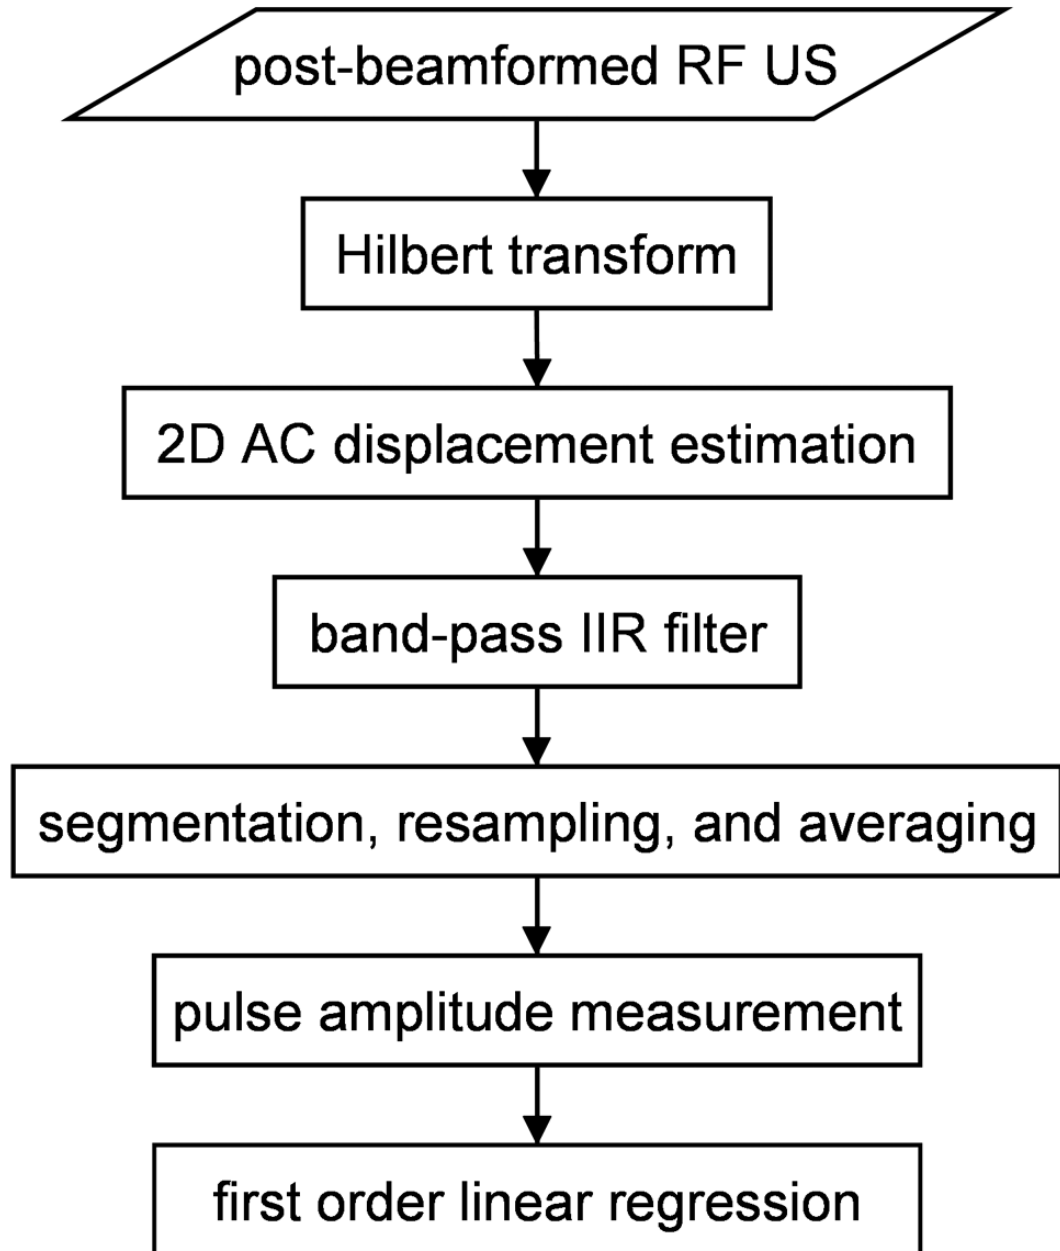 post-beamformed RF US
Hilbert transform
2D AC displacement estimation
band-pass IIR filter
segmentation, resampling, and averaging
pulse amplitude measurement
first order linear regression